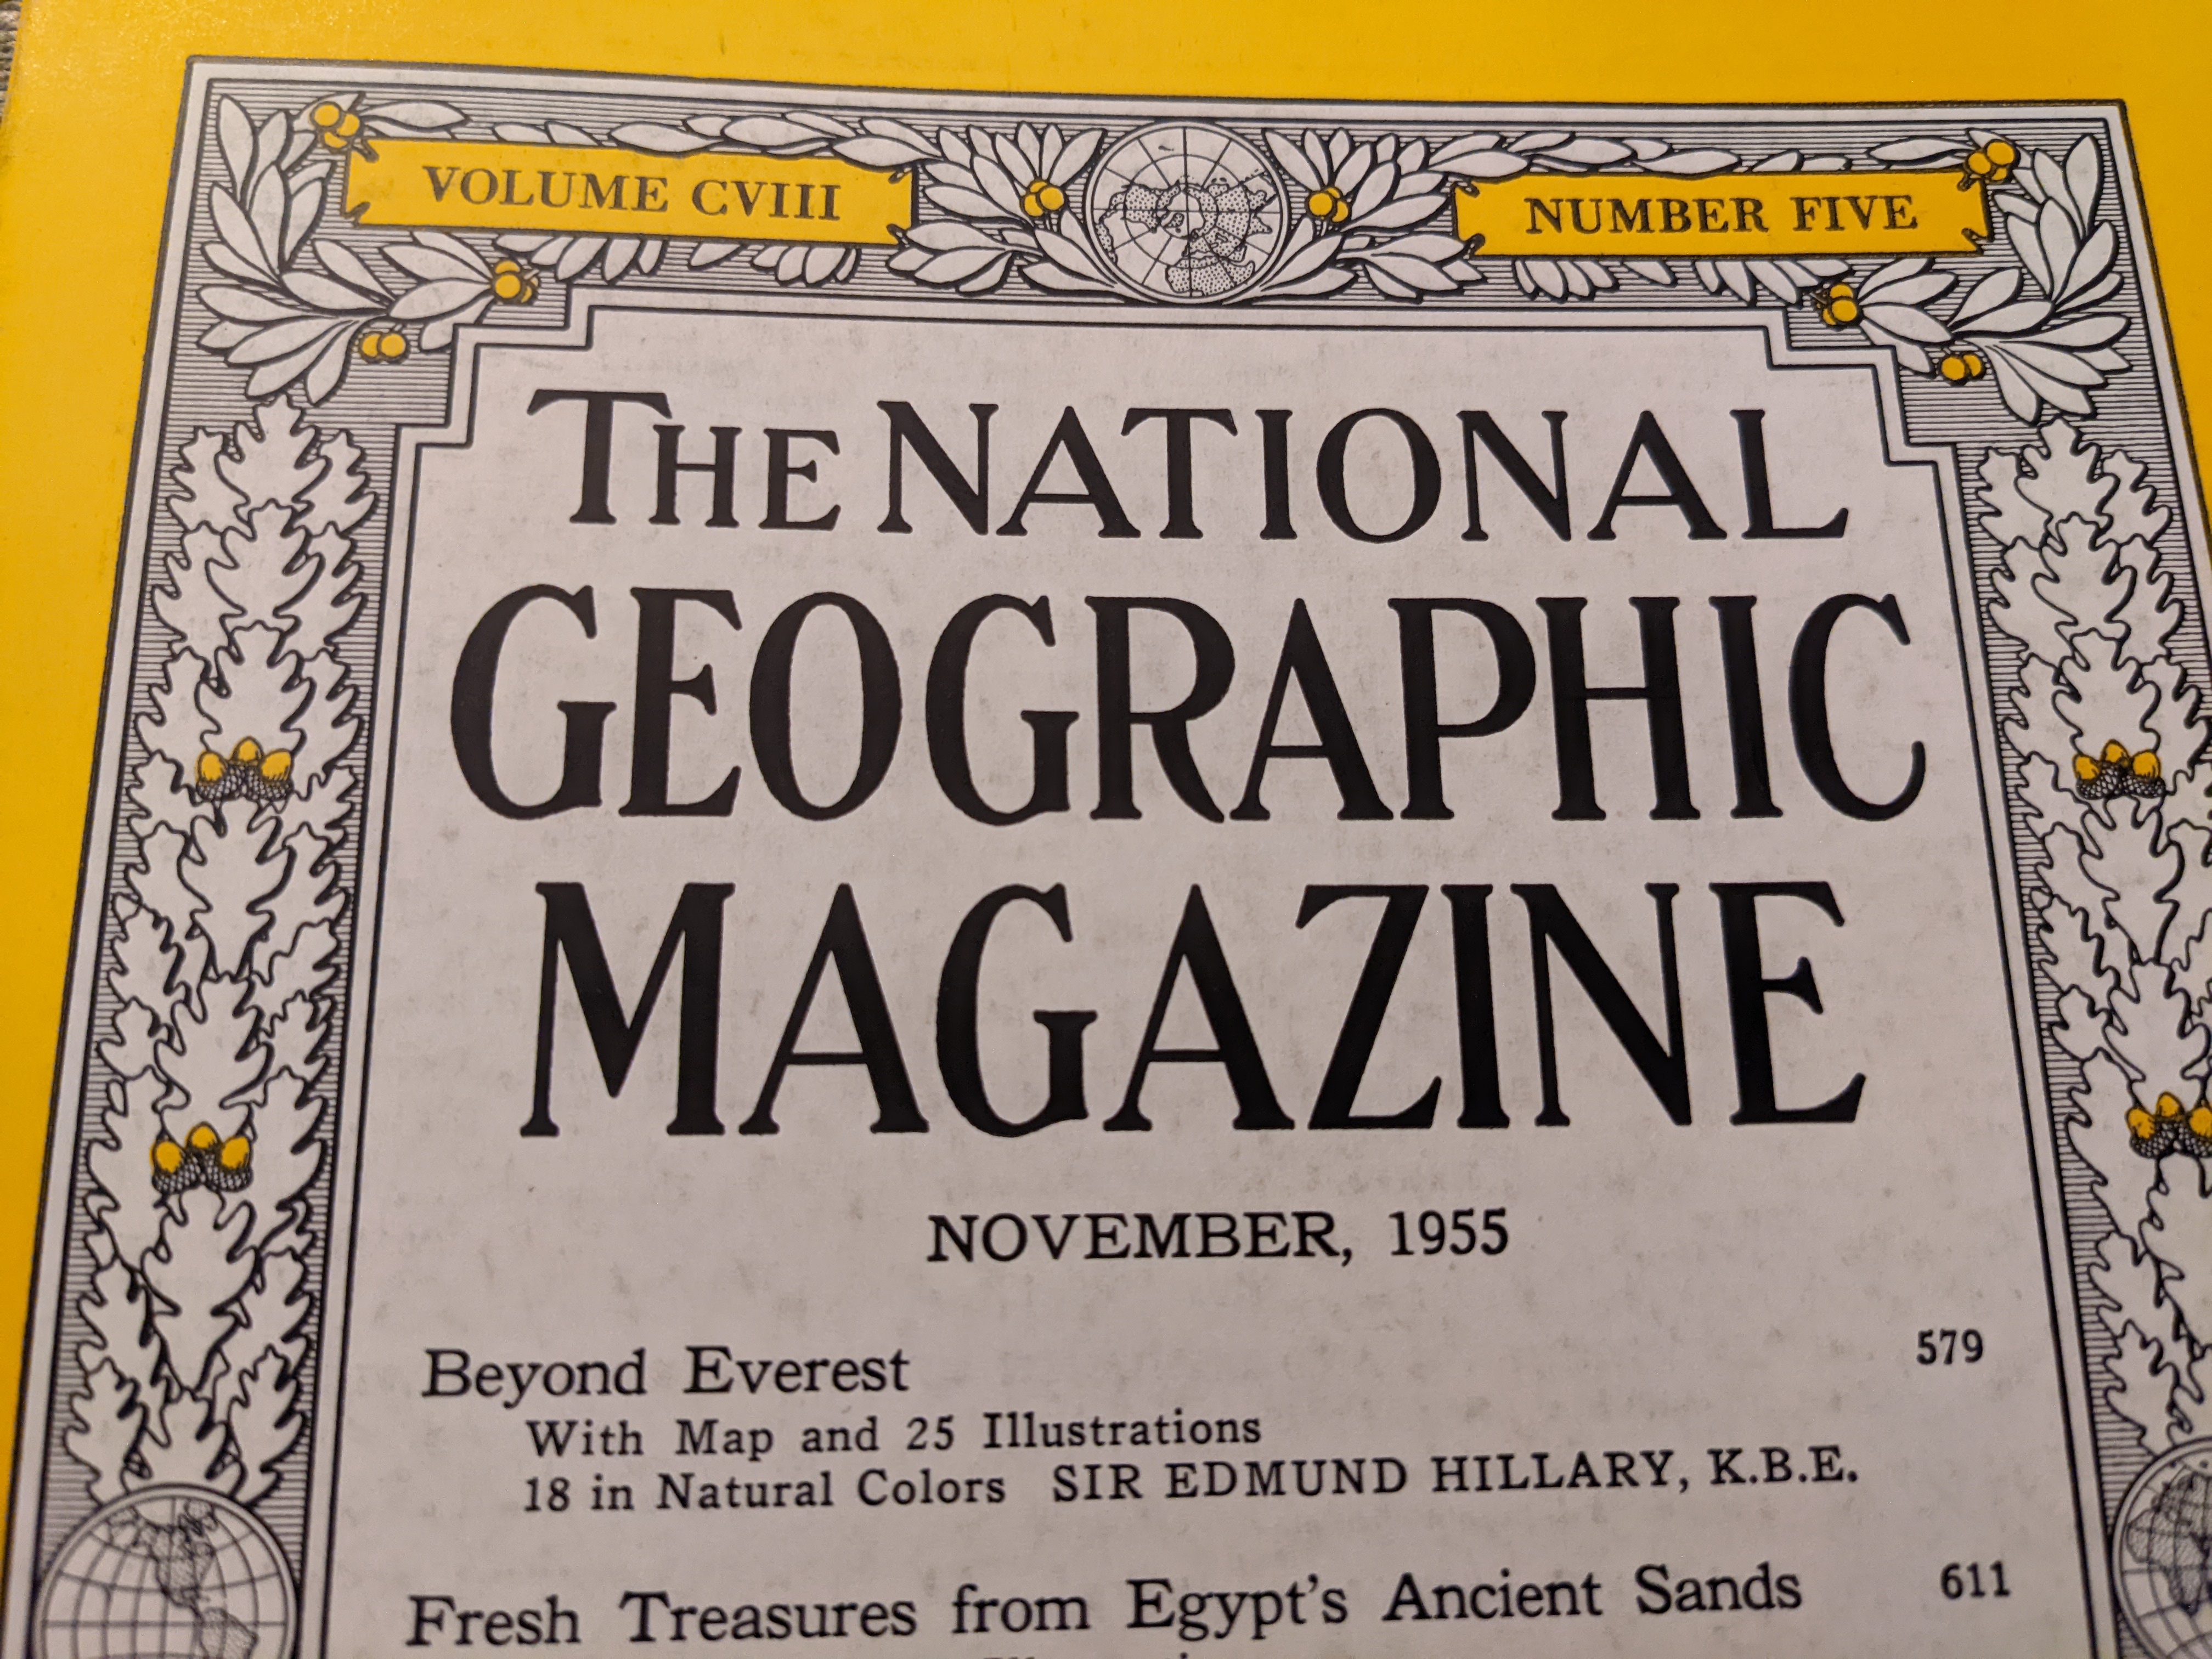 VOLUME CVIII
NUMBER FIVE
THE NATIONAL
GEOGRAPHIC
MAGAZINE
NOVEMBER, 1955
Beyond Everest 579
With Map and 25 Illustrations
18 in Natural Colors SIR EDMUND HILLARY, K.B.E.
Fresh Treasures from Egypt's Ancient Sands 611